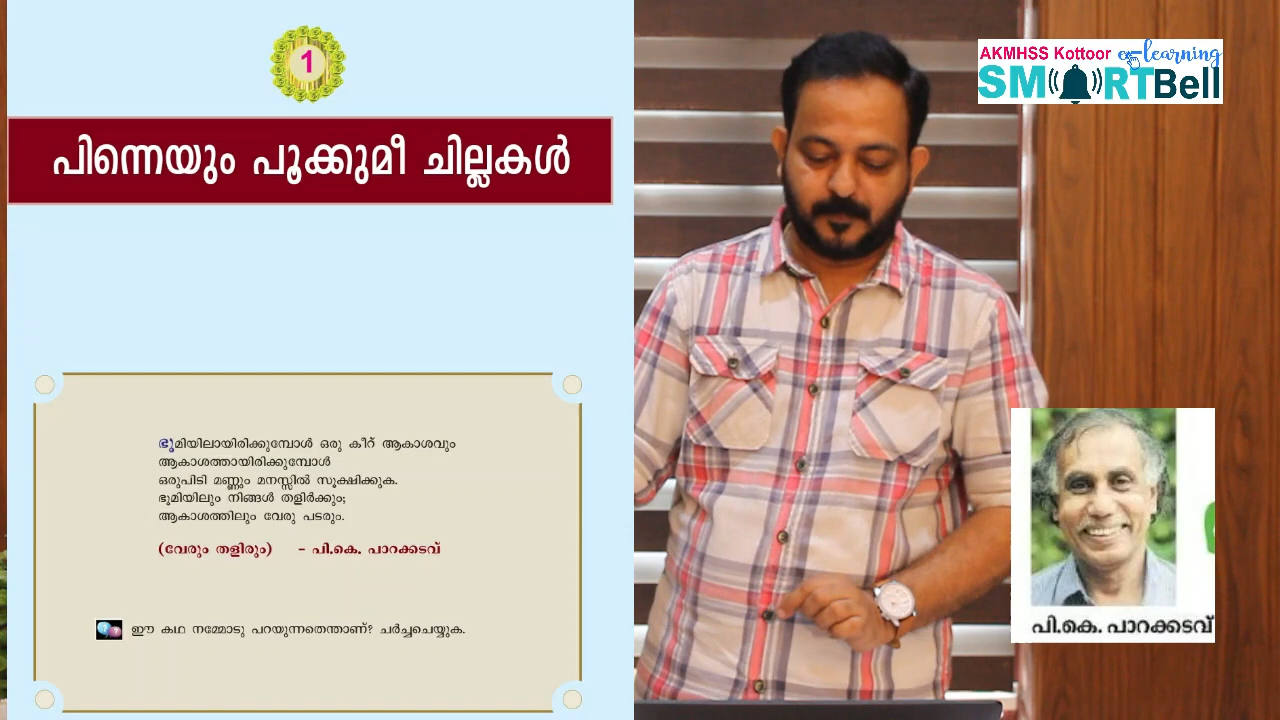 1
പിന്നെയും പൂക്കുമീ ചില്ലകൾ
ഭൂമിയിലായിരിക്കുമ്പോൾ ഒരു കീറ് ആകാശവും
ആകാശത്തായിരിക്കുമ്പോൾ
ഒരുപിടി മണ്ണും മനസ്സിൽ സൂക്ഷിക്കുക.
ഭൂമിയിലും നിങ്ങൾ തളിർക്കും;
ആകാശത്തിലും വേരു പടരും.
(വേരും തളിരും) – പി.കെ. പാറക്കടവ്
ഈ കഥ നമ്മോടു പറയുന്നതെന്താണ്? ചർച്ചചെയ്യുക.
AKMHSS Kottoor e-learning
SMARTBell
പി.കെ. പാറക്കടവ്